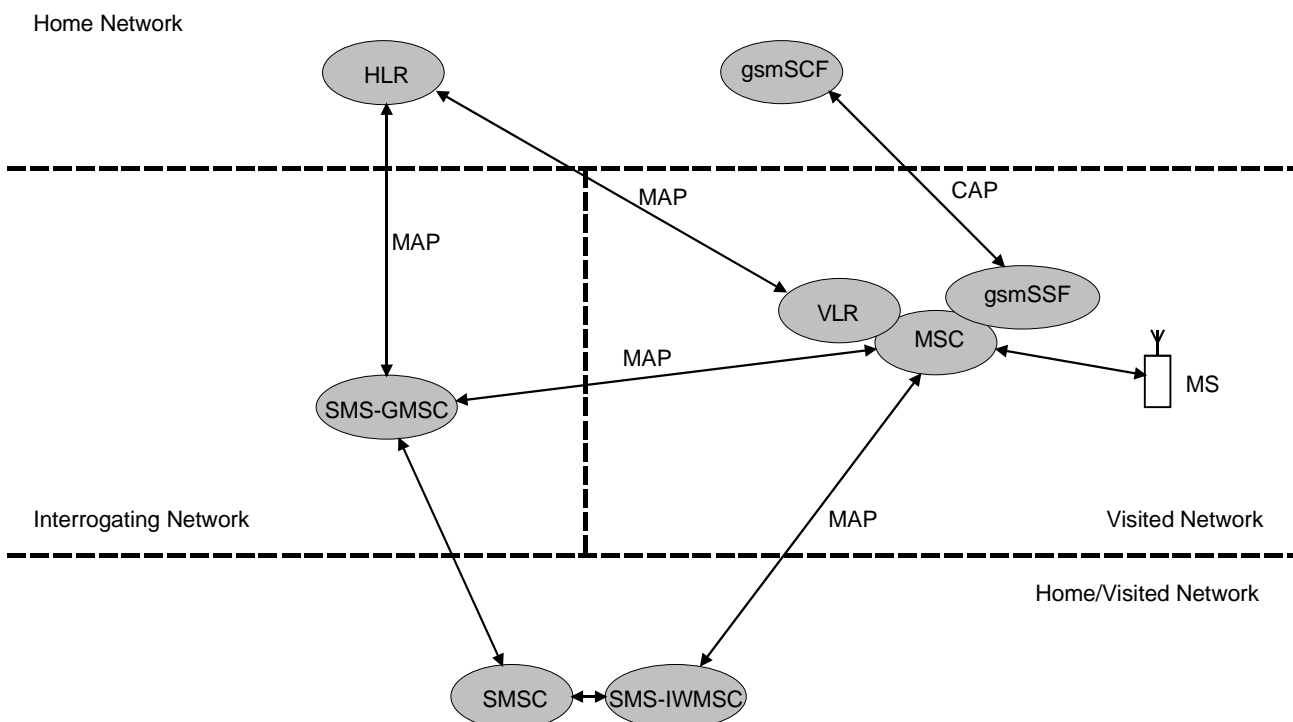 Home Network
HLR
gsmSCF
MAP
CAP
MAP
gsmSSF
VLR
MSC
MAP
MS
SMS-GMSC
Interrogating Network
MAP
Visited Network
Home/Visited Network
SMSC
SMS-IWMSC